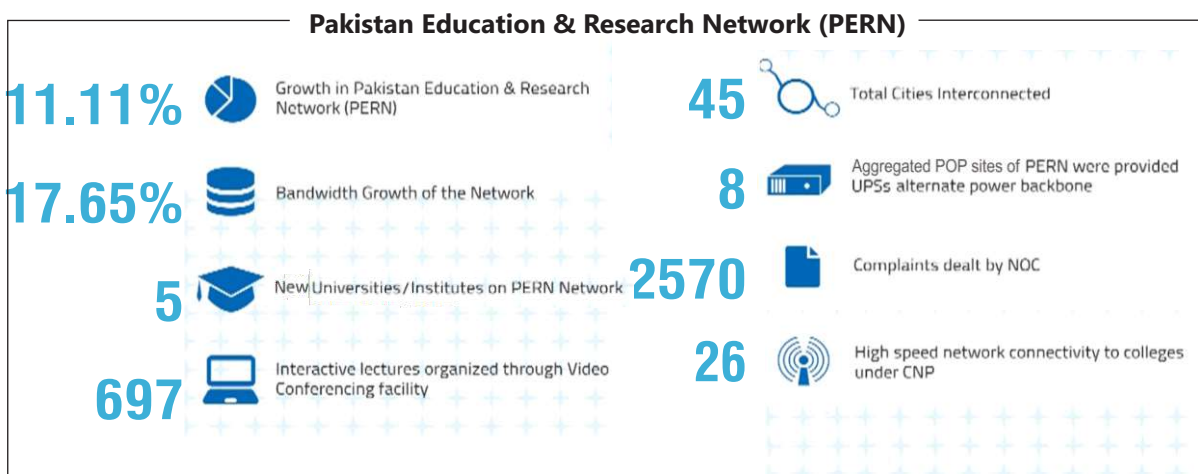 Pakistan Education & Research Network (PERN)
11.11%
Growth in Pakistan Education & Research
Network (PERN)
17.65%
Bandwidth Growth of the Network
5
New Universities/Institutes on PERN Network
697
Interactive lectures organized through Video
Conferencing facility
45
Total Cities Interconnected
8
Aggregated POP sites of PERN were provided
UPSs alternate power backbone
2570
Complaints dealt by NOC
26
High speed network connectivity to colleges
under CNP